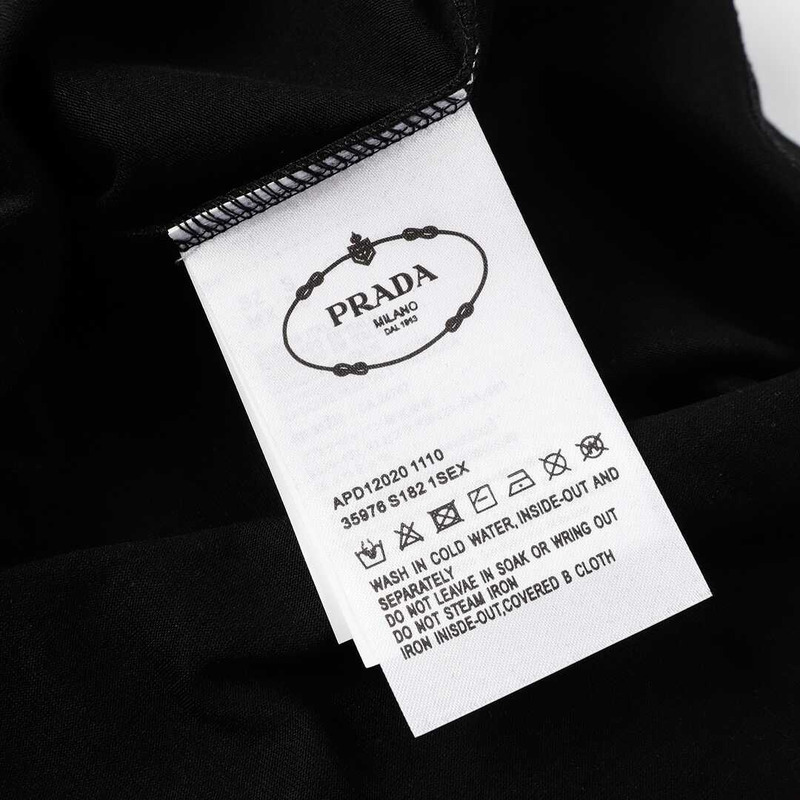 PRADA
MILANO
DAL 1913
APD12020 1110
35976 S182 1SEX
WASH IN COLD WATER, INSIDE-OUT AND
SEPARATELY
DO NOT LEAVAE IN SOAK OR WRING OUT
DO NOT STEAM IRON
IRON INISDE-OUT,COVERED B CLOTH